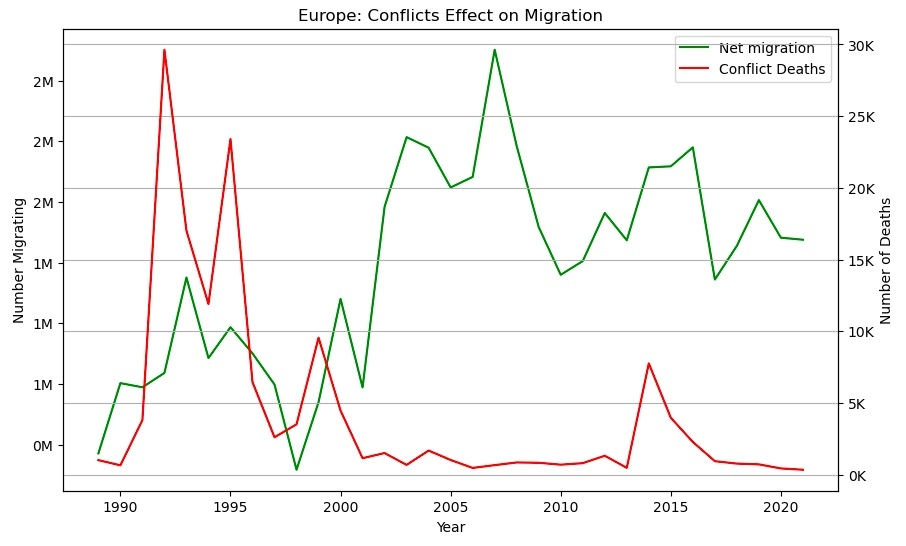 Europe: Conflicts Effect on Migration
Net migration
Conflict Deaths
2M
2M
2M
1M
1M
1M
0M
Number Migrating
30K
25K
20K
15K
10K
5K
0K
Number of Deaths
1990 1995 2000 2005 2010 2015 2020
Year